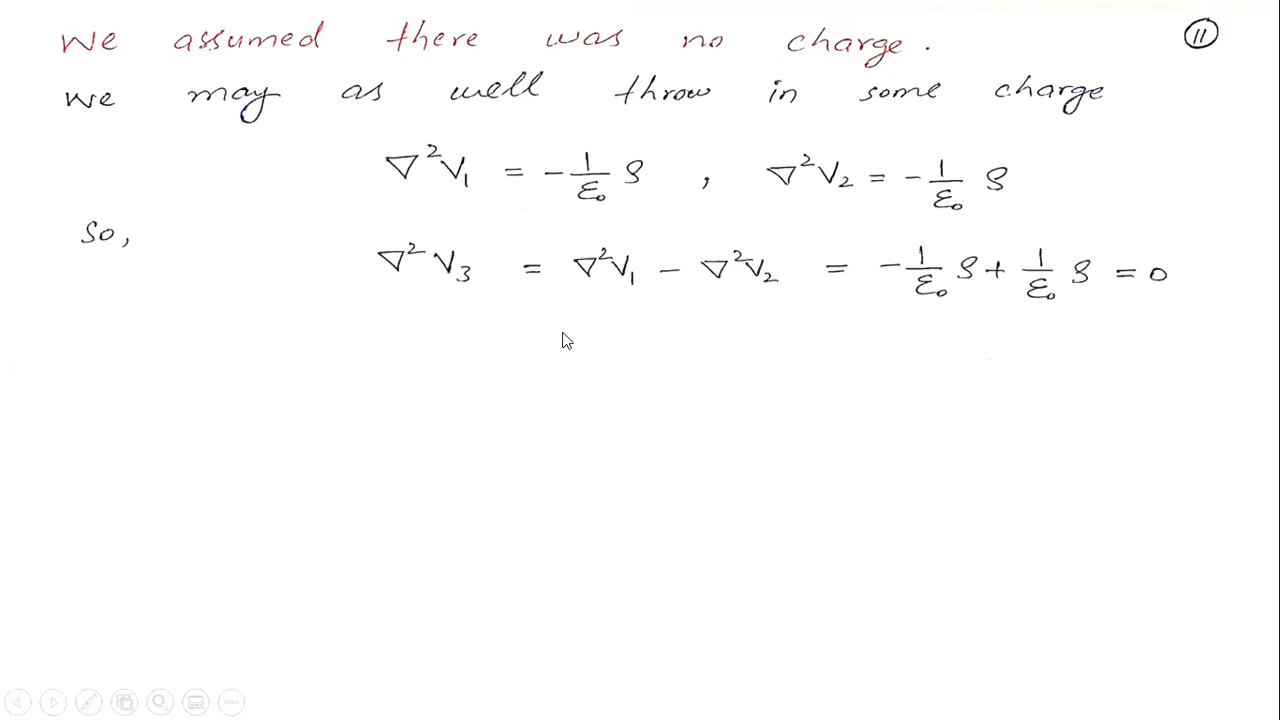 We assumed there was no charge. 11
We may as well throw in some charge
∇²V₁ = -1/ε₀ ρ , ∇²V₂ = -1/ε₀ ρ
So,
∇²V₃ = ∇²V₁ - ∇²V₂ = -1/ε₀ ρ + 1/ε₀ ρ = 0